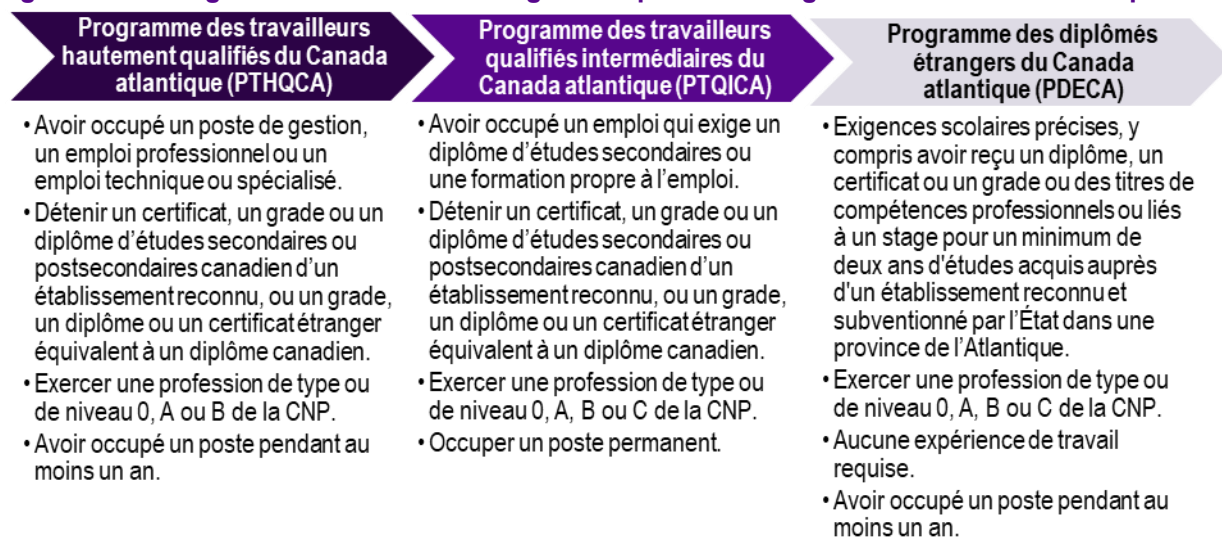 Programme des travailleurs
hautement qualifiés du Canada
atlantique (PTHQCA)
• Avoir occupé un poste de gestion,
un emploi professionnel ou un
emploi technique ou spécialisé.
• Détenir un certificat, un grade ou un
diplôme d’études secondaires ou
postsecondaires canadien d’un
établissement reconnu, ou un grade,
un diplôme ou un certificat étranger
équivalent à un diplôme canadien.
• Exercer une profession de type ou
de niveau 0, A ou B de la CNP.
• Avoir occupé un poste pendant au
moins un an.
Programme des travailleurs
qualifiés intermédiaires du
Canada atlantique (PTQICA)
• Avoir occupé un emploi qui exige un
diplôme d’études secondaires ou
une formation propre à l’emploi.
• Détenir un certificat, un grade ou un
diplôme d’études secondaires ou
postsecondaires canadien d’un
établissement reconnu, ou un grade,
un diplôme ou un certificat étranger
équivalent à un diplôme canadien.
• Exercer une profession de type ou
de niveau 0, A, B ou C de la CNP.
• Occuper un poste permanent.
Programme des diplômés
étrangers du Canada
atlantique (PDECA)
• Exigences scolaires précises, y
compris avoir reçu un diplôme, un
certificat ou un grade ou des titres de
compétences professionnels ou liés
à un stage pour un minimum de
deux ans d'études acquis auprès
d'un établissement reconnu et
subventionné par l’État dans une
province de l’Atlantique.
• Exercer une profession de type ou
de niveau 0, A, B ou C de la CNP.
• Aucune expérience de travail
requise.
• Avoir occupé un poste pendant au
moins un an.